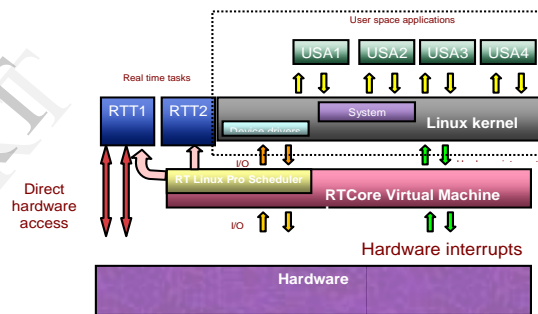 User space applications
USA1 USA2 USA3 USA4
Real time tasks
RTT1 RTT2
System
Device drivers
Linux kernel
I/O
RT Linux Pro Scheduler
RTCore Virtual Machine
Direct
hardware
access
I/O
Hardware interrupts
Hardware